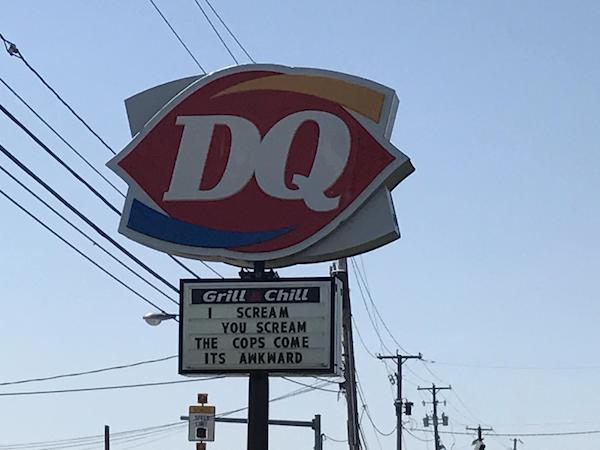 DQ
Grill Chill
I SCREAM
YOU SCREAM
THE COPS COME
ITS AWKWARD